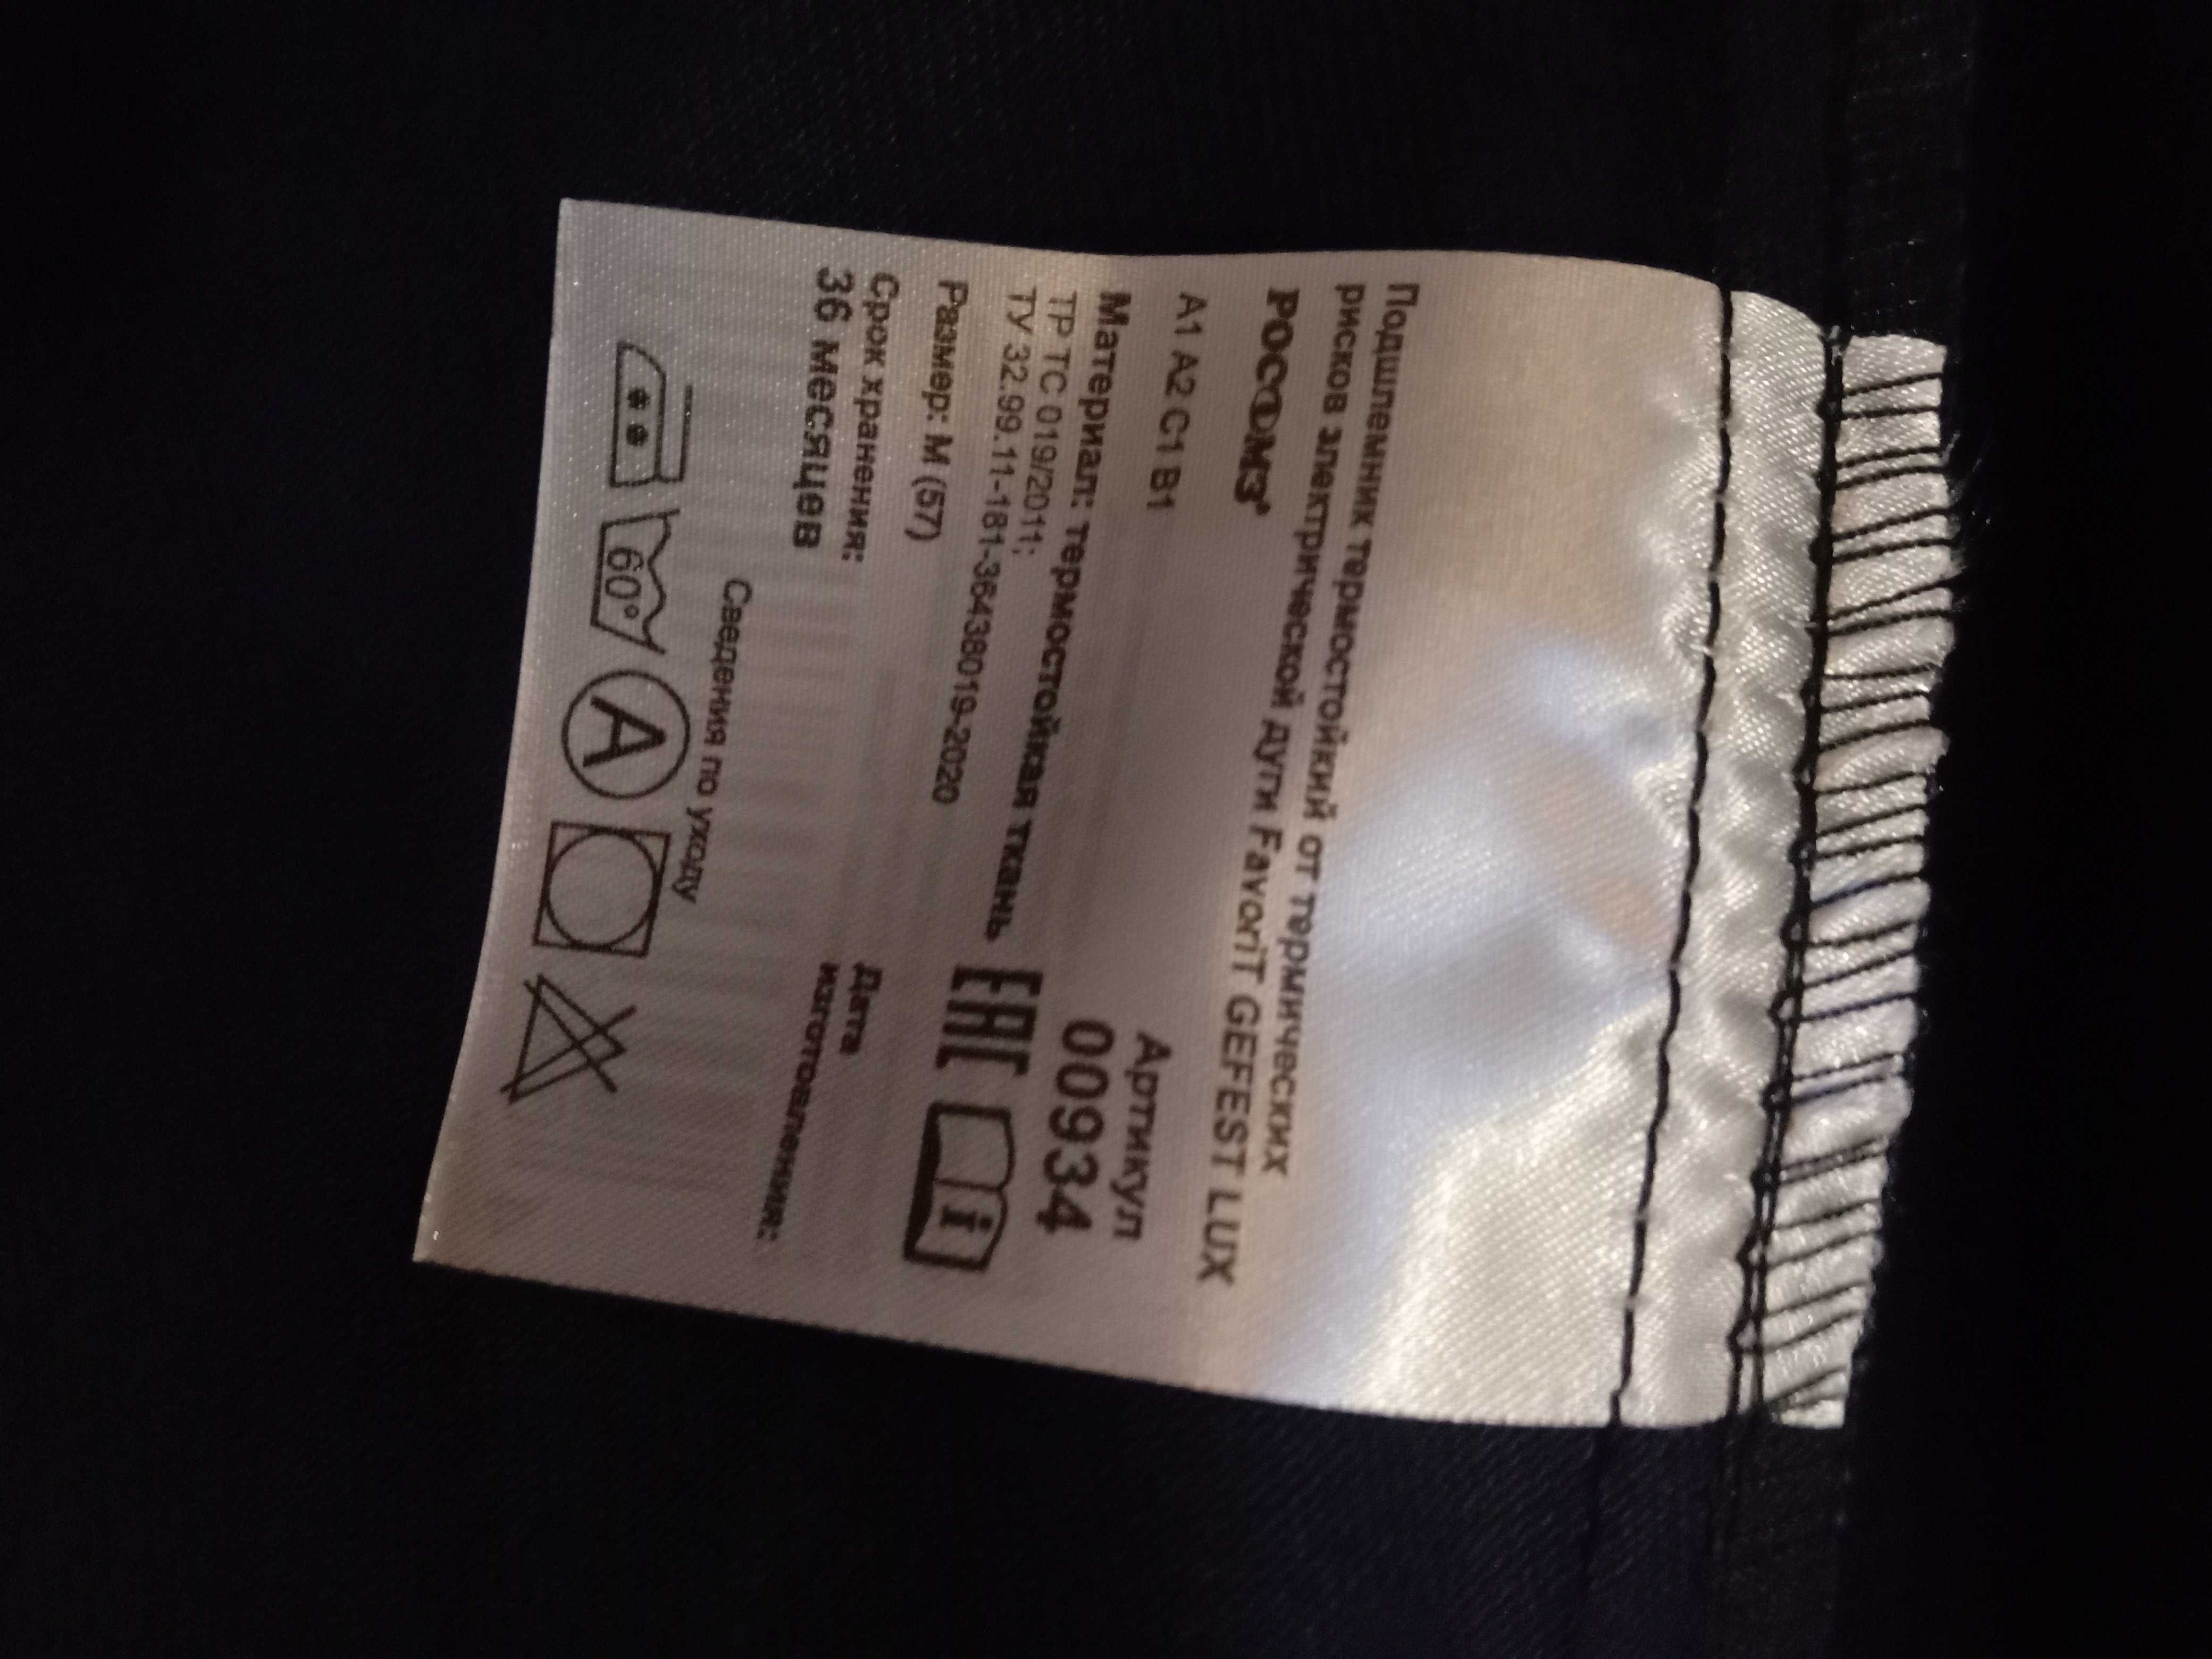 Подшлемник термостойкий от термических
рисков электрической дуги FavoriT GEFEST LUX
РОСОМЗ®
A1 A2 C1 B1
Артикул
00934
Материал: термостойкая ткань
ТР ТС 019/2011;
ТУ 32.99.11-181-36438019-2020
EAC
i
Размер: М (57)
Срок хранения:
36 месяцев
Дата
изготовления:
Сведения по уходу
60°
A